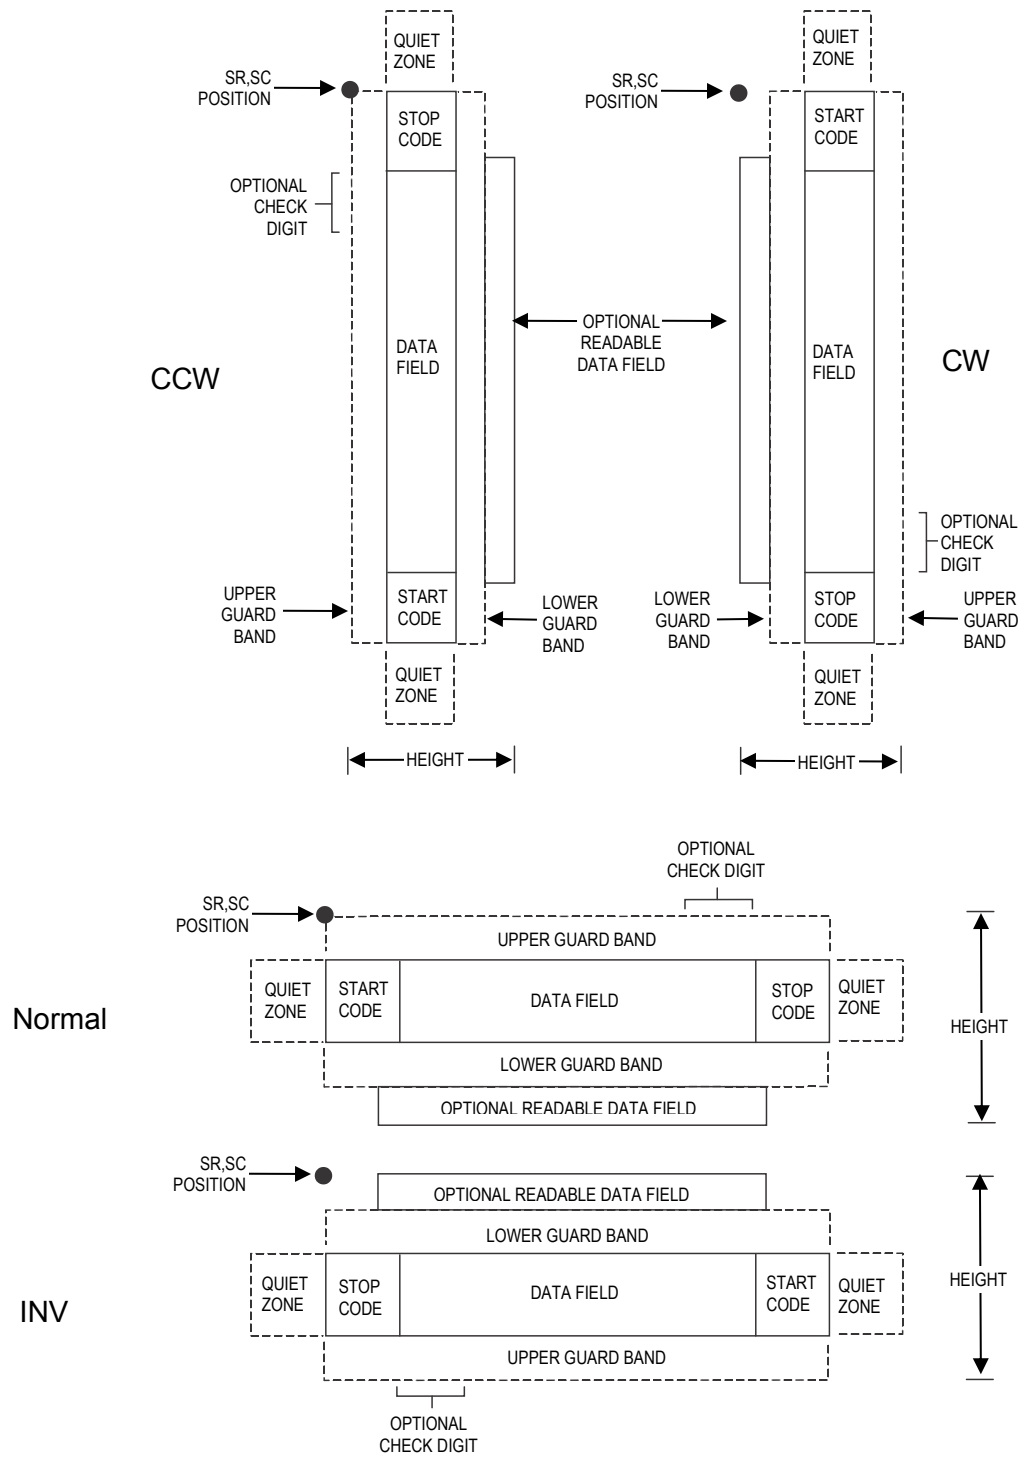 QUIET
ZONE
SR,SC
POSITION
STOP
CODE
OPTIONAL
CHECK
DIGIT
DATA
FIELD
CCW
UPPER
GUARD
BAND
START
CODE
LOWER
GUARD
BAND
QUIET
ZONE
HEIGHT
OPTIONAL
READABLE
DATA FIELD
QUIET
ZONE
SR,SC
POSITION
START
CODE
DATA
FIELD
CW
OPTIONAL
CHECK
DIGIT
LOWER
GUARD
BAND
STOP
CODE
UPPER
GUARD
BAND
QUIET
ZONE
HEIGHT
OPTIONAL
CHECK DIGIT
SR,SC
POSITION
UPPER GUARD BAND
Normal
QUIET
ZONE
START
CODE
DATA FIELD
STOP
CODE
QUIET
ZONE
HEIGHT
LOWER GUARD BAND
OPTIONAL READABLE DATA FIELD
SR,SC
POSITION
OPTIONAL READABLE DATA FIELD
LOWER GUARD BAND
INV
QUIET
ZONE
STOP
CODE
DATA FIELD
START
CODE
QUIET
ZONE
HEIGHT
UPPER GUARD BAND
OPTIONAL
CHECK DIGIT